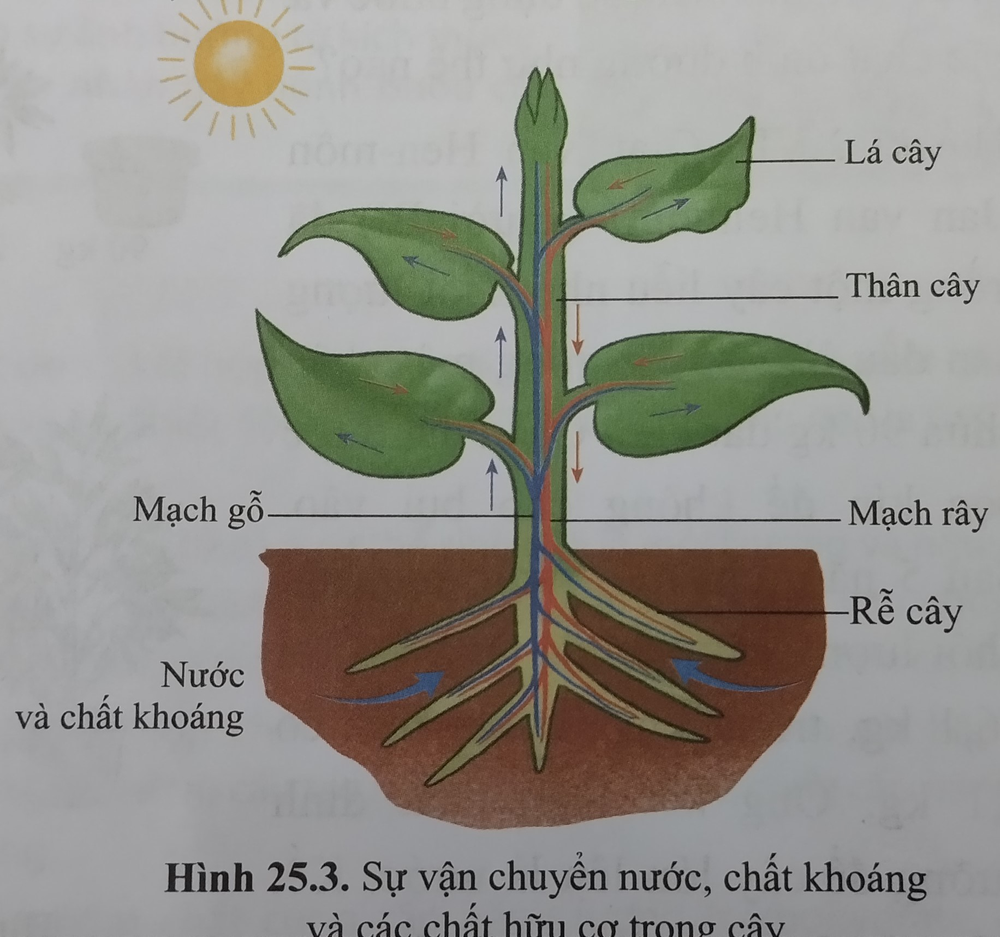 Lá cây
Thân cây
Mạch gỗ
Mạch rây
Rễ cây
Nước
và chất khoáng
Hình 25.3. Sự vận chuyển nước, chất khoáng
và các chất hữu cơ trong cây